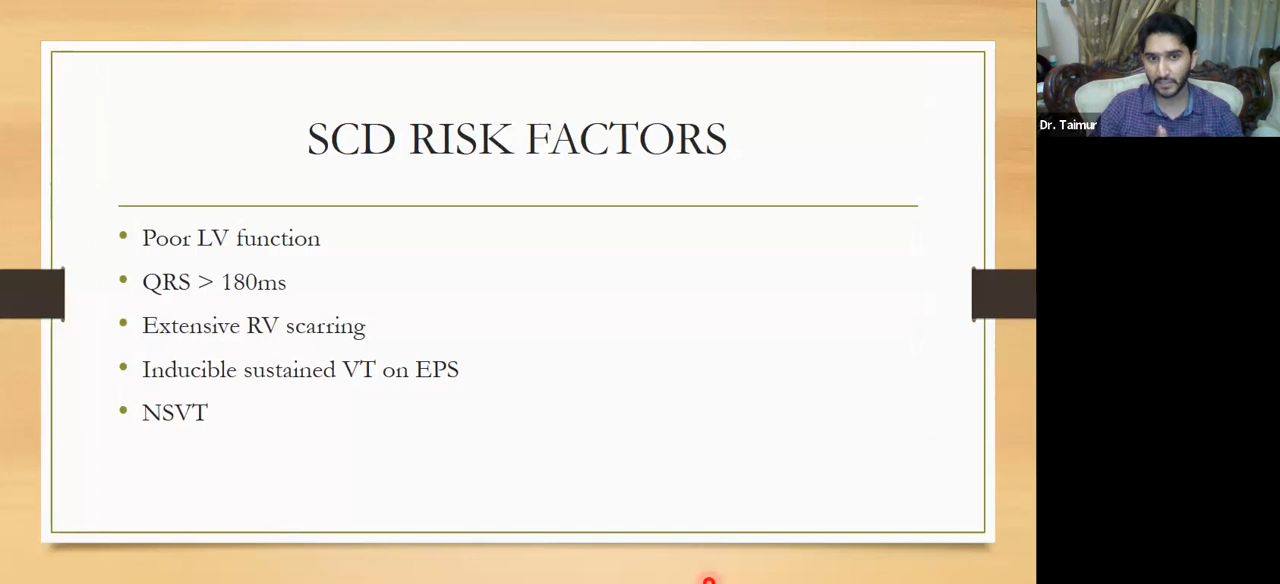 SCD RISK FACTORS
Poor LV function
QRS > 180ms
Extensive RV scarring
Inducible sustained VT on EPS
NSVT
Dr. Taimur